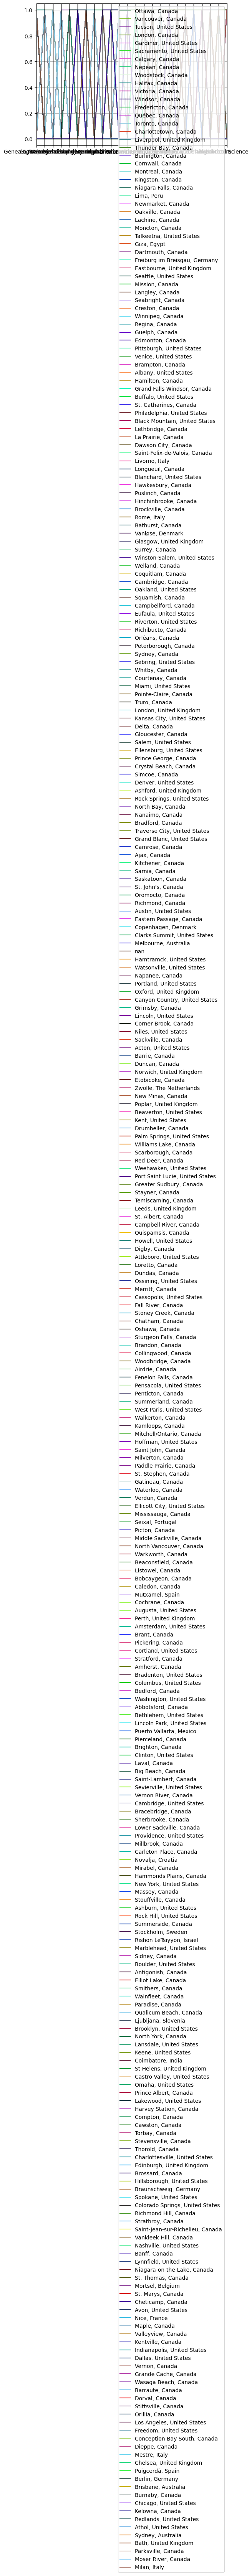 1.0
0.8
0.6
0.4
0.2
0.0
Science
Ottawa, Canada
Vancouver, Canada
Tucson, United States
London, Canada
Gardiner, United States
Sacramento, United States
Calgary, Canada
Nepean, Canada
Woodstock, Canada
Halifax, Canada
Victoria, Canada
Windsor, Canada
Fredericton, Canada
Québec, Canada
Toronto, Canada
Charlottetown, Canada
Liverpool, United Kingdom
Thunder Bay, Canada
Burlington, Canada
Cornwall, Canada
Montreal, Canada
Kingston, Canada
Niagara Falls, Canada
Lima, Peru
Newmarket, Canada
Oakville, Canada
Lachine, Canada
Moncton, Canada
Talkeetna, United States
Giza, Egypt
Dartmouth, Canada
Freiburg im Breisgau, Germany
Eastbourne, United Kingdom
Seattle, United States
Mission, Canada
Langley, Canada
Seabright, Canada
Creston, Canada
Winnipeg, Canada
Regina, Canada
Guelph, Canada
Edmonton, Canada
Pittsburgh, United States
Venice, United States
Brampton, Canada
Albany, United States
Hamilton, Canada
Grand Falls-Windsor, Canada
Buffalo, United States
St. Catharines, Canada
Philadelphia, United States
Black Mountain, United States
Lethbridge, Canada
La Prairie, Canada
Dawson City, Canada
Saint-Felix-de-Valois, Canada
Livorno, Italy
Longueuil, Canada
Blanchard, United States
Hawkesbury, Canada
Puslinch, Canada
Hinchinbrooke, Canada
Brockville, Canada
Rome, Italy
Bathurst, Canada
Vanløse, Denmark
Glasgow, United Kingdom
Surrey, Canada
Winston-Salem, United States
Welland, Canada
Coquitlam, Canada
Cambridge, Canada
Oakland, United States
Squamish, Canada
Campbellford, Canada
Eufaula, United States
Riverton, United States
Richibucto, Canada
Orléans, Canada
Peterborough, Canada
Sydney, Canada
Sebring, United States
Whitby, Canada
Courtenay, Canada
Miami, United States
Pointe-Claire, Canada
Truro, Canada
London, United Kingdom
Kansas City, United States
Delta, Canada
Gloucester, Canada
Salem, United States
Ellensburg, United States
Prince George, Canada
Crystal Beach, Canada
Simcoe, Canada
Denver, United States
Ashford, United Kingdom
Rock Springs, United States
North Bay, Canada
Nanaimo, Canada
Bradford, Canada
Traverse City, United States
Grand Blanc, United States
Camrose, Canada
Ajax, Canada
Kitchener, Canada
Sarnia, Canada
Saskatoon, Canada
St. John's, Canada
Oromocto, Canada
Richmond, Canada
Austin, United States
Eastern Passage, Canada
Copenhagen, Denmark
Clarks Summit, United States
Melbourne, Australia
nan
Hamtramck, United States
Watsonville, United States
Napanee, Canada
Portland, United States
Oxford, United Kingdom
Canyon Country, United States
Grimsby, Canada
Lincoln, United States
Corner Brook, Canada
Niles, United States
Sackville, Canada
Acton, United States
Barrie, Canada
Duncan, Canada
Norwich, United Kingdom
Etobicoke, Canada
Zwolle, The Netherlands
New Minas, Canada
Poplar, United Kingdom
Beaverton, United States
Kent, United States
Drumheller, Canada
Palm Springs, United States
Williams Lake, Canada
Scarborough, Canada
Red Deer, Canada
Weehawken, United States
Port Saint Lucie, United States
Greater Sudbury, Canada
Stayner, Canada
Temiscaming, Canada
Leeds, United Kingdom
St. Albert, Canada
Campbell River, Canada
Quispamsis, Canada
Howell, United States
Digby, Canada
Attleboro, United States
Loretto, Canada
Dundas, Canada
Ossining, United States
Merritt, Canada
Cassopolis, United States
Fall River, Canada
Stoney Creek, Canada
Chatham, Canada
Oshawa, Canada
Sturgeon Falls, Canada
Brandon, Canada
Collingwood, Canada
Woodbridge, Canada
Airdrie, Canada
Fenelon Falls, Canada
Pensacola, United States
Penticton, Canada
Summerland, Canada
West Paris, United States
Walkerton, Canada
Kamloops, Canada
Mitchell/Ontario, Canada
Hoffman, United States
Saint John, Canada
Milverton, Canada
Paddle Prairie, Canada
St. Stephen, Canada
Gatineau, Canada
Waterloo, Canada
Verdun, Canada
Ellicott City, United States
Mississauga, Canada
Seixal, Portugal
Picton, Canada
Middle Sackville, Canada
North Vancouver, Canada
Warkworth, Canada
Beaconsfield, Canada
Listowel, Canada
Bobcaygeon, Canada
Caledon, Canada
Mutxamel, Spain
Cochrane, Canada
Augusta, United States
Perth, United Kingdom
Amsterdam, United States
Brant, Canada
Pickering, Canada
Cortland, United States
Stratford, Canada
Amherst, Canada
Bradenton, United States
Columbus, United States
Bedford, Canada
Washington, United States
Abbotsford, Canada
Bethlehem, United States
Lincoln Park, United States
Puerto Vallarta, Mexico
Pierceland, Canada
Brighton, Canada
Clinton, United States
Laval, Canada
Big Beach, Canada
Saint-Lambert, Canada
Sevierville, United States
Vernon River, Canada
Cambridge, United States
Bracebridge, Canada
Sherbrooke, Canada
Lower Sackville, Canada
Providence, United States
Millbrook, Canada
Carleton Place, Canada
Novalja, Croatia
Mirabel, Canada
Hammonds Plains, Canada
New York, United States
Massey, Canada
Stouffville, Canada
Ashburn, United States
Rock Hill, United States
Summerside, Canada
Stockholm, Sweden
Rishon LeTsiyyon, Israel
Marblehead, United States
Sidney, Canada
Boulder, United States
Antigonish, Canada
Elliot Lake, Canada
Smithers, Canada
Wainfleet, Canada
Paradise, Canada
Qualicum Beach, Canada
Ljubljana, Slovenia
Brooklyn, United States
North York, Canada
Lansdale, United States
Keene, United States
Coimbatore, India
St Helens, United Kingdom
Castro Valley, United States
Omaha, United States
Prince Albert, Canada
Lakewood, United States
Harvey Station, Canada
Compton, Canada
Cawston, Canada
Torbay, Canada
Stevensville, Canada
Thorold, Canada
Charlottesville, United States
Edinburgh, United Kingdom
Brossard, Canada
Hillsborough, United States
Braunschweig, Germany
Spokane, United States
Colorado Springs, United States
Richmond Hill, Canada
Strathroy, Canada
Saint-Jean-sur-Richelieu, Canada
Vankleek Hill, Canada
Nashville, United States
Banff, Canada
Lynnfield, United States
Niagara-on-the-Lake, Canada
St. Thomas, Canada
Mortsel, Belgium
St. Marys, Canada
Cheticamp, Canada
Avon, United States
Nice, France
Maple, Canada
Valleyview, Canada
Kentville, Canada
Indianapolis, United States
Dallas, United States
Vernon, Canada
Grande Cache, Canada
Wasaga Beach, Canada
Barraute, Canada
Dorval, Canada
Stittsville, Canada
Orillia, Canada
Los Angeles, United States
Freedom, United States
Conception Bay South, Canada
Dieppe, Canada
Mestre, Italy
Chelsea, United Kingdom
Puigcerdà, Spain
Berlin, Germany
Brisbane, Australia
Burnaby, Canada
Chicago, United States
Kelowna, Canada
Redlands, United States
Athol, United States
Sydney, Australia
Bath, United Kingdom
Parksville, Canada
Moser River, Canada
Milan, Italy